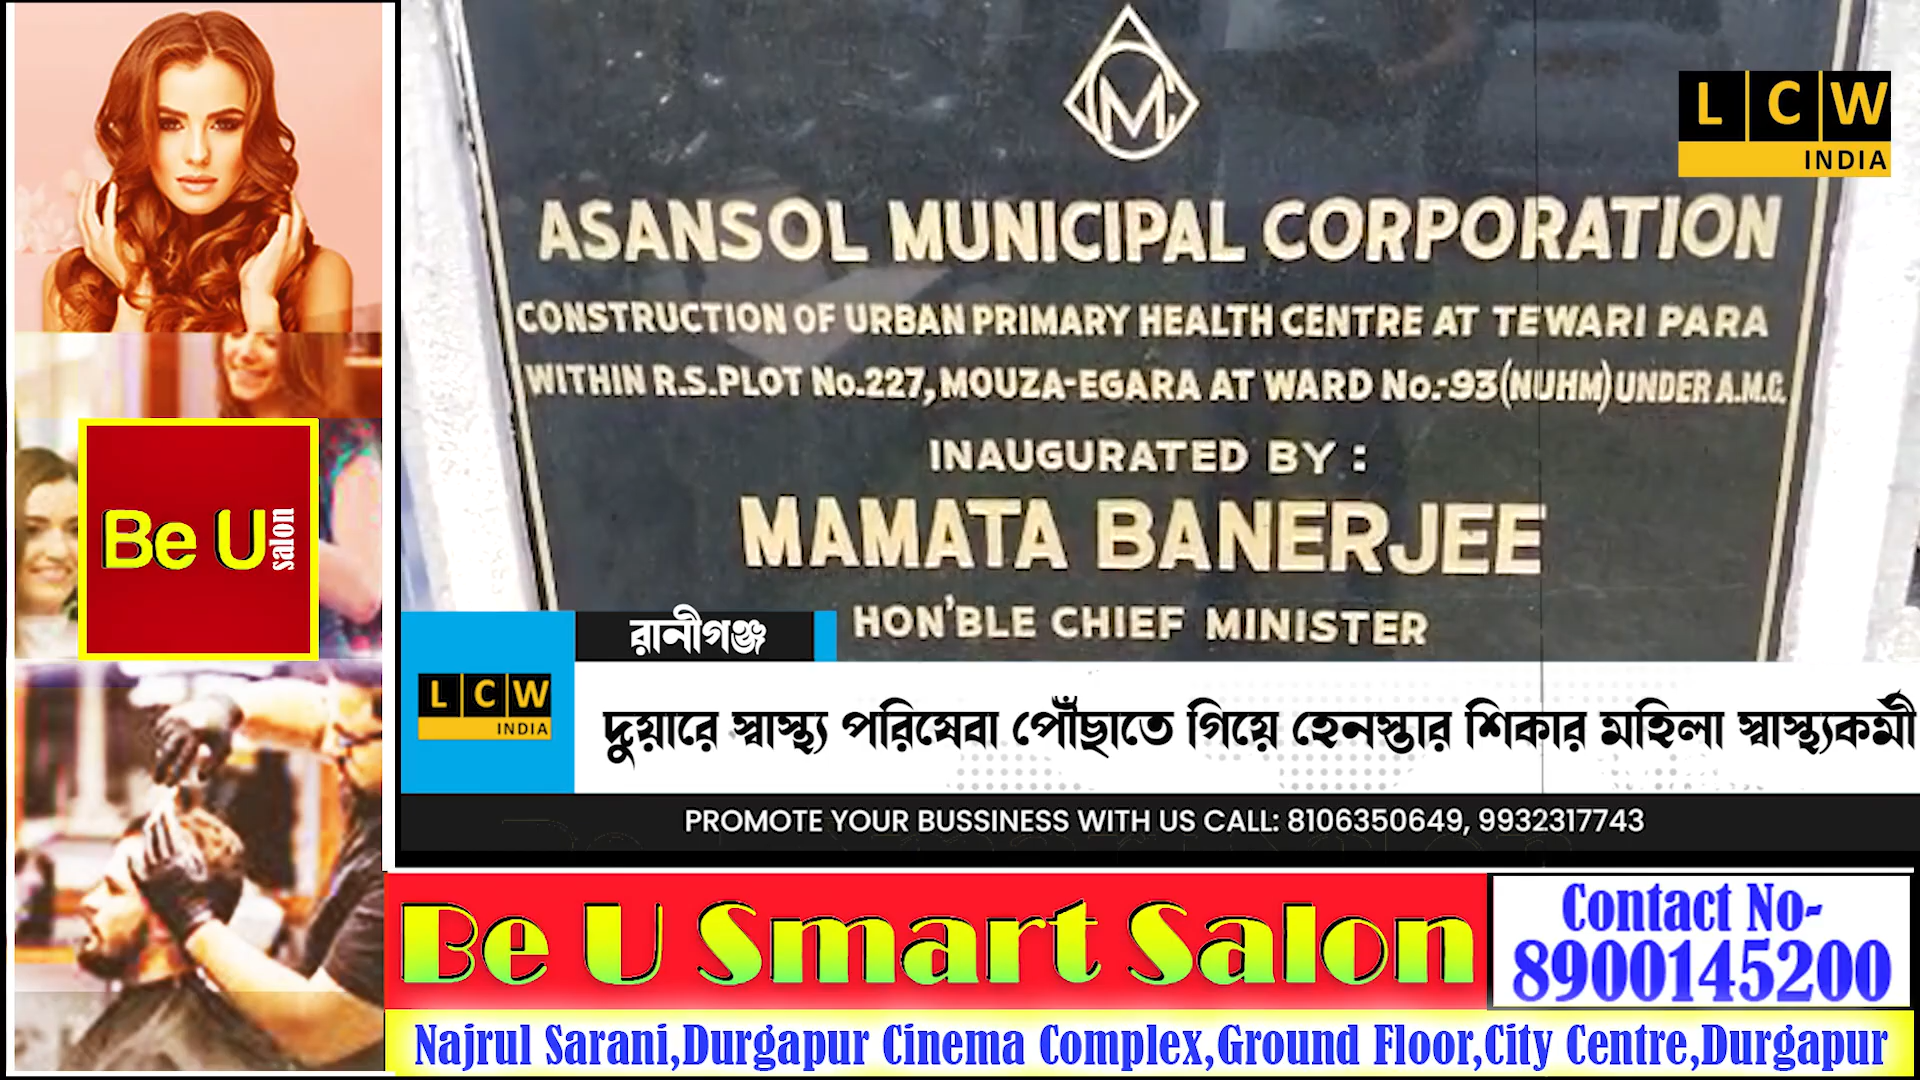 L C W
INDIA
ASANSOL MUNICIPAL CORPORATION
CONSTRUCTION OF URBAN PRIMARY HEALTH CENTRE AT TEWARI PARA
WITHIN R.S.PLOT No.227, MOUZA-EGARA AT WARD No.-93(NUHM)UNDER A.M.C.
INAUGURATED BY :
MAMATA BANERJEE
HON'BLE CHIEF MINISTER
Be U salon
রানীগঞ্জ
L C W
INDIA
দুয়ারে স্বাস্থ্য পরিষেবা পৌঁছাতে গিয়ে হেনস্তার শিকার মহিলা স্বাস্থ্যকর্মী
PROMOTE YOUR BUSSINESS WITH US CALL: 8106350649, 9932317743
Be U Smart Salon
Contact No-
8900145200
Najrul Sarani,Durgapur Cinema Complex,Ground Floor,City Centre,Durgapur